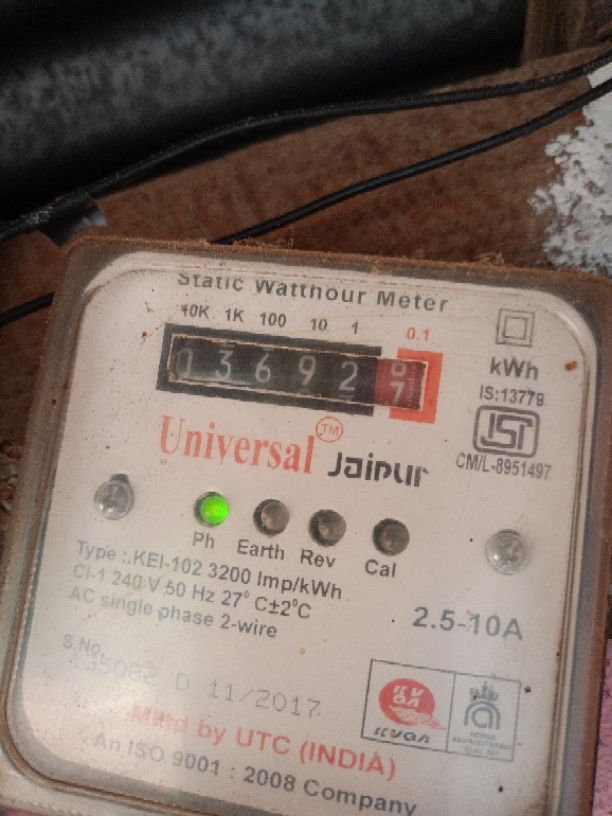 Static Watthour Meter
10K 1K 100 10 1 0.1
13692
7
kWh
IS:13779
ISI
CM/L-8951497
Universal TM Jaipur
Ph Earth Rev Cal
Type :.KEI-102 3200 Imp/kWh
Cl-1 240 V 50 Hz 27° C±2°C
AC single phase 2-wire
2.5-10A
S.No.
D 11/2017
Mftd by UTC (INDIA)
An ISO 9001 : 2008 Company